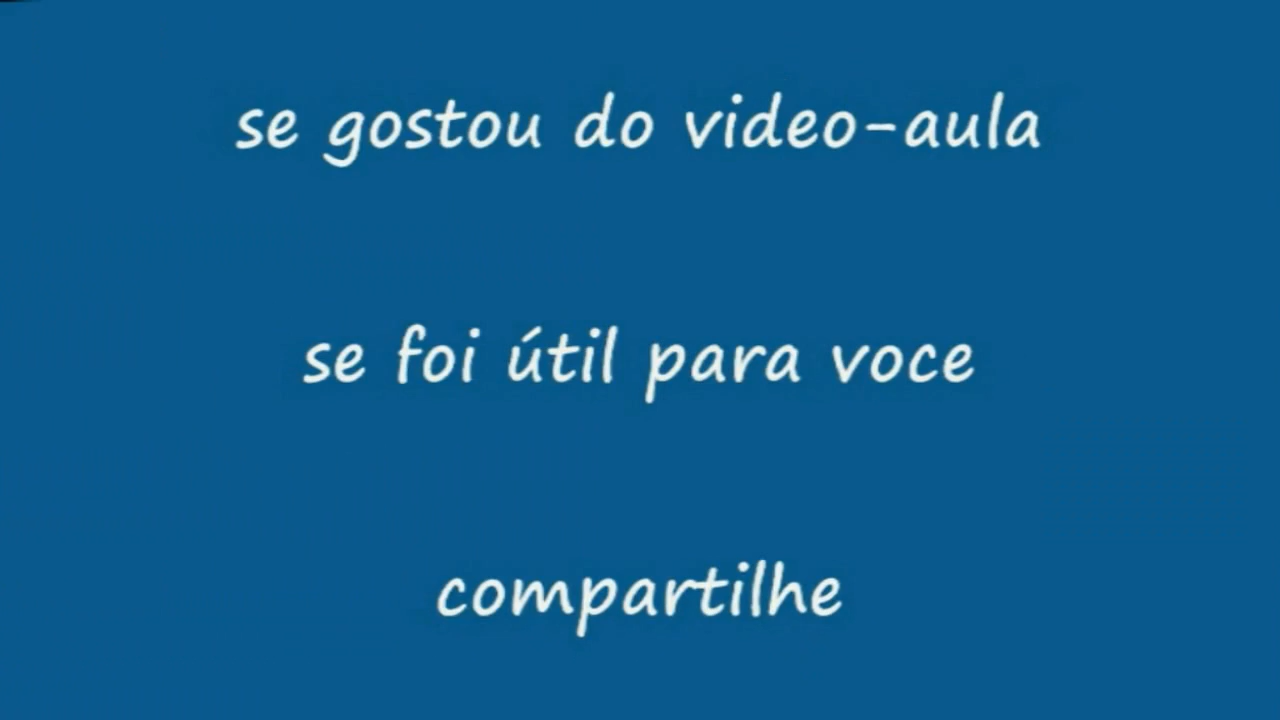 se gostou do video-aula
se foi útil para voce
compartilhe